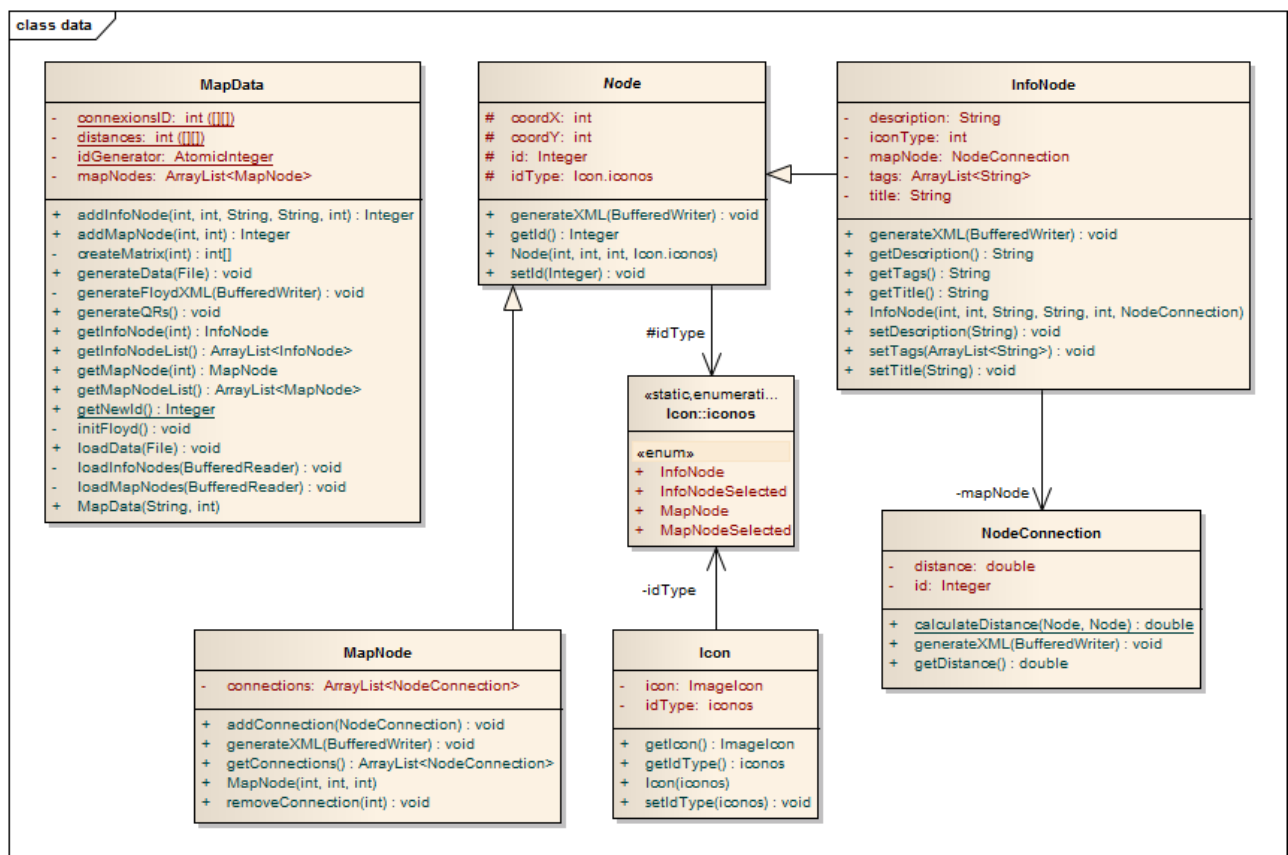 class data
MapData
- connexionsID: int ([][])
- distances: int ([][])
- idGenerator: AtomicInteger
- mapNodes: ArrayList<MapNode>
+ addInfoNode(int, int, String, String, int) : Integer
+ addMapNode(int, int) : Integer
- createMatrix(int) : int[]
+ generateData(File) : void
- generateFloydXML(BufferedWriter) : void
+ generateQRs() : void
+ getInfoNode(int) : InfoNode
+ getInfoNodeList() : ArrayList<InfoNode>
+ getMapNode(int) : MapNode
+ getMapNodeList() : ArrayList<MapNode>
+ getNewId() : Integer
- initFloyd() : void
+ loadData(File) : void
- loadInfoNodes(BufferedReader) : void
- loadMapNodes(BufferedReader) : void
+ MapData(String, int)
Node
# coordX: int
# coordY: int
# id: Integer
# idType: Icon.iconos
+ generateXML(BufferedWriter) : void
+ getId() : Integer
+ Node(int, int, int, Icon.iconos)
+ setId(Integer) : void
InfoNode
- description: String
- iconType: int
- mapNode: NodeConnection
- tags: ArrayList<String>
- title: String
+ generateXML(BufferedWriter) : void
+ getDescription() : String
+ getTags() : String
+ getTitle() : String
+ InfoNode(int, int, String, String, int, NodeConnection)
+ setDescription(String) : void
+ setTags(ArrayList<String>) : void
+ setTitle(String) : void
#idType
«static,enumerati...
Icon::iconos
«enum»
+ InfoNode
+ InfoNodeSelected
+ MapNode
+ MapNodeSelected
-mapNode
-idType
NodeConnection
- distance: double
- id: Integer
+ calculateDistance(Node, Node) : double
+ generateXML(BufferedWriter) : void
+ getDistance() : double
MapNode
- connections: ArrayList<NodeConnection>
+ addConnection(NodeConnection) : void
+ generateXML(BufferedWriter) : void
+ getConnections() : ArrayList<NodeConnection>
+ MapNode(int, int, int)
+ removeConnection(int) : void
Icon
- icon: ImageIcon
- idType: iconos
+ getIcon() : ImageIcon
+ getIdType() : iconos
+ Icon(iconos)
+ setIdType(iconos) : void